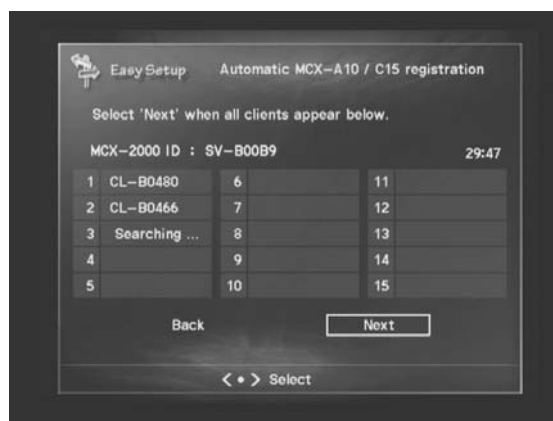 Easy Setup Automatic MCX-A10 / C15 registration
Select 'Next' when all clients appear below.
MCX-2000 ID : SV-B00B9 29:47
1 CL-B0480 6 11
2 CL-B0466 7 12
3 Searching ... 8 13
4 9 14
5 10 15
Back Next
< • > Select